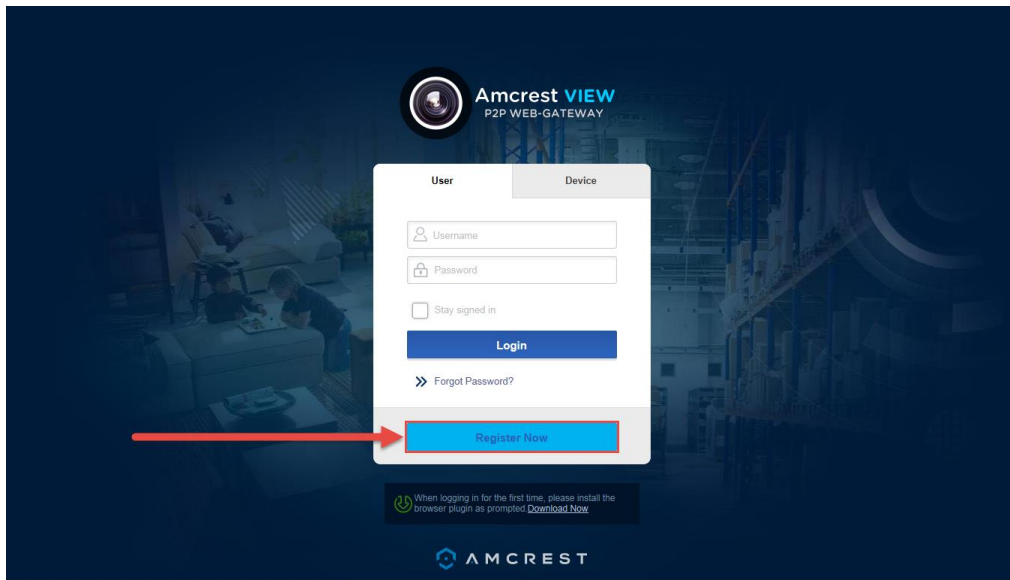 Amcrest VIEW
P2P WEB-GATEWAY
User
Device
Username
Password
Stay signed in
Login
Forgot Password?
Register Now
When logging in for the first time, please install the
browser plugin as prompted.Download Now
AMCREST